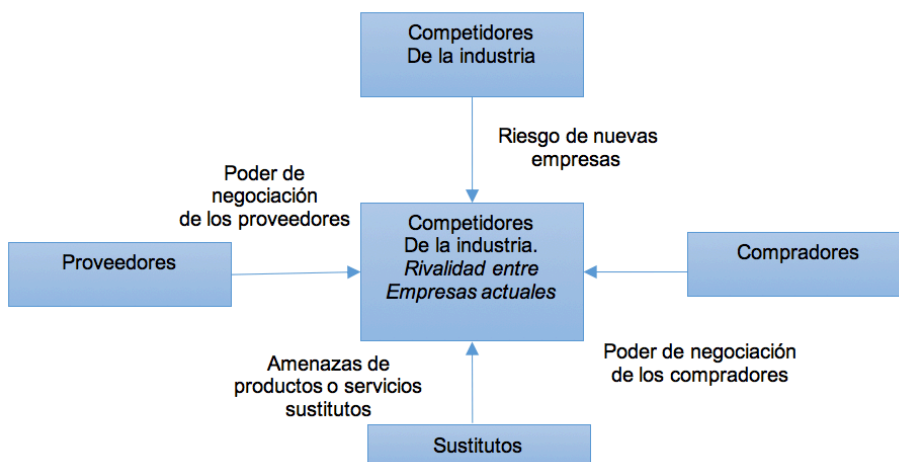 Competidores
De la industria
Riesgo de nuevas
empresas
Poder de
negociación
de los proveedores
Proveedores
Competidores
De la industria.
Rivalidad entre
Empresas actuales
Compradores
Amenazas de
productos o servicios
sustitutos
Poder de negociación
de los compradores
Sustitutos